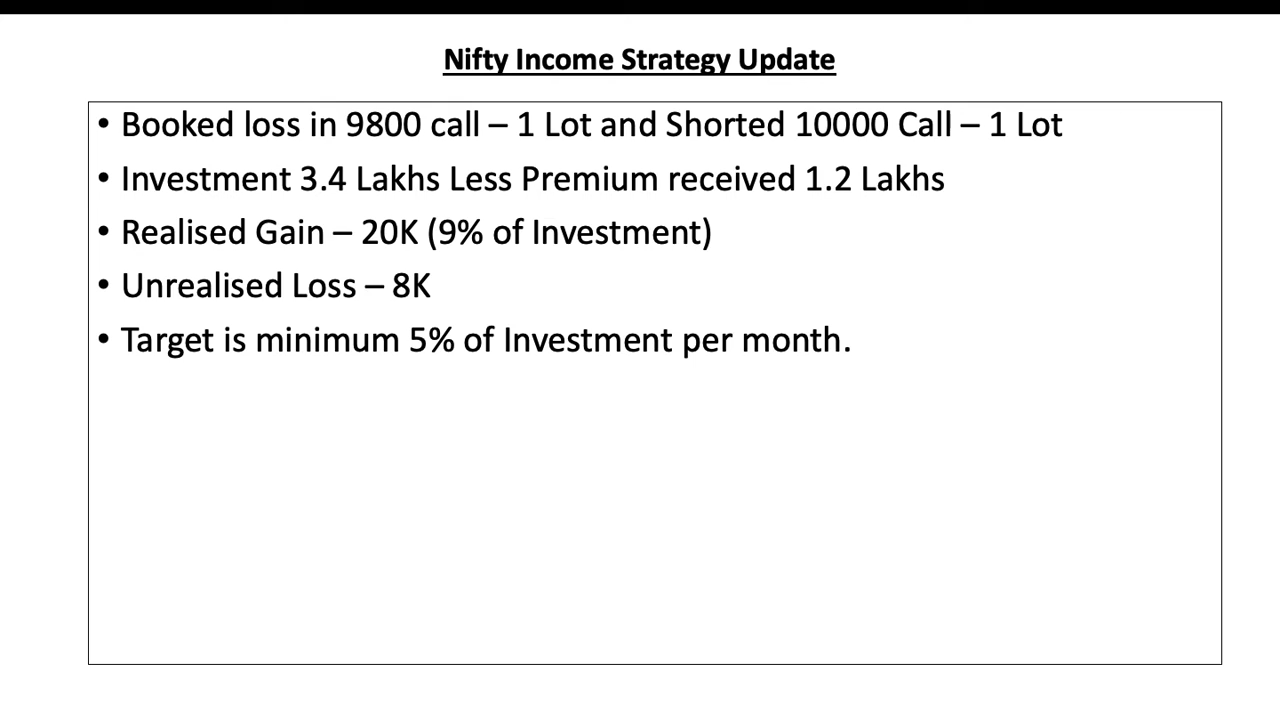 Nifty Income Strategy Update
• Booked loss in 9800 call – 1 Lot and Shorted 10000 Call – 1 Lot
• Investment 3.4 Lakhs Less Premium received 1.2 Lakhs
• Realised Gain – 20K (9% of Investment)
• Unrealised Loss – 8K
• Target is minimum 5% of Investment per month.